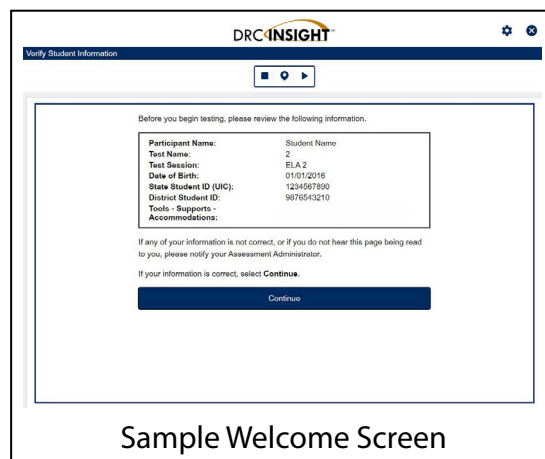 DRC INSIGHT
Verify Student Information
Before you begin testing, please review the following information.
Participant Name: Student Name
Test Name: 2
Test Session: ELA 2
Date of Birth: 01/01/2016
State Student ID (UIC): 1234567890
District Student ID: 9876543210
Tools - Supports -
Accommodations:
If any of your information is not correct, or if you do not hear this page being read
to you, please notify your Assessment Administrator.
If your information is correct, select Continue.
Continue
Sample Welcome Screen